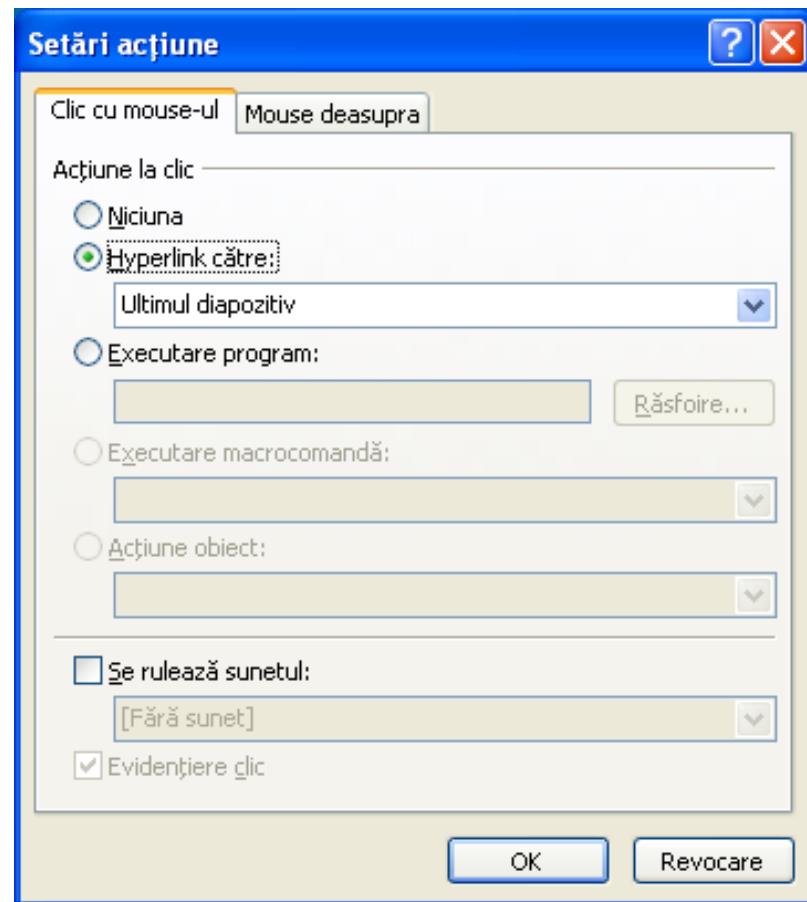 Setări acțiune
Clic cu mouse-ul
Mouse deasupra
Acțiune la clic
Niciuna
Hyperlink către:
Ultimul diapozitiv
Executare program:
Răsfoire...
Executare macrocomandă:
Acțiune obiect:
Se rulează sunetul:
[Fără sunet]
Evidențiere clic
OK
Revocare